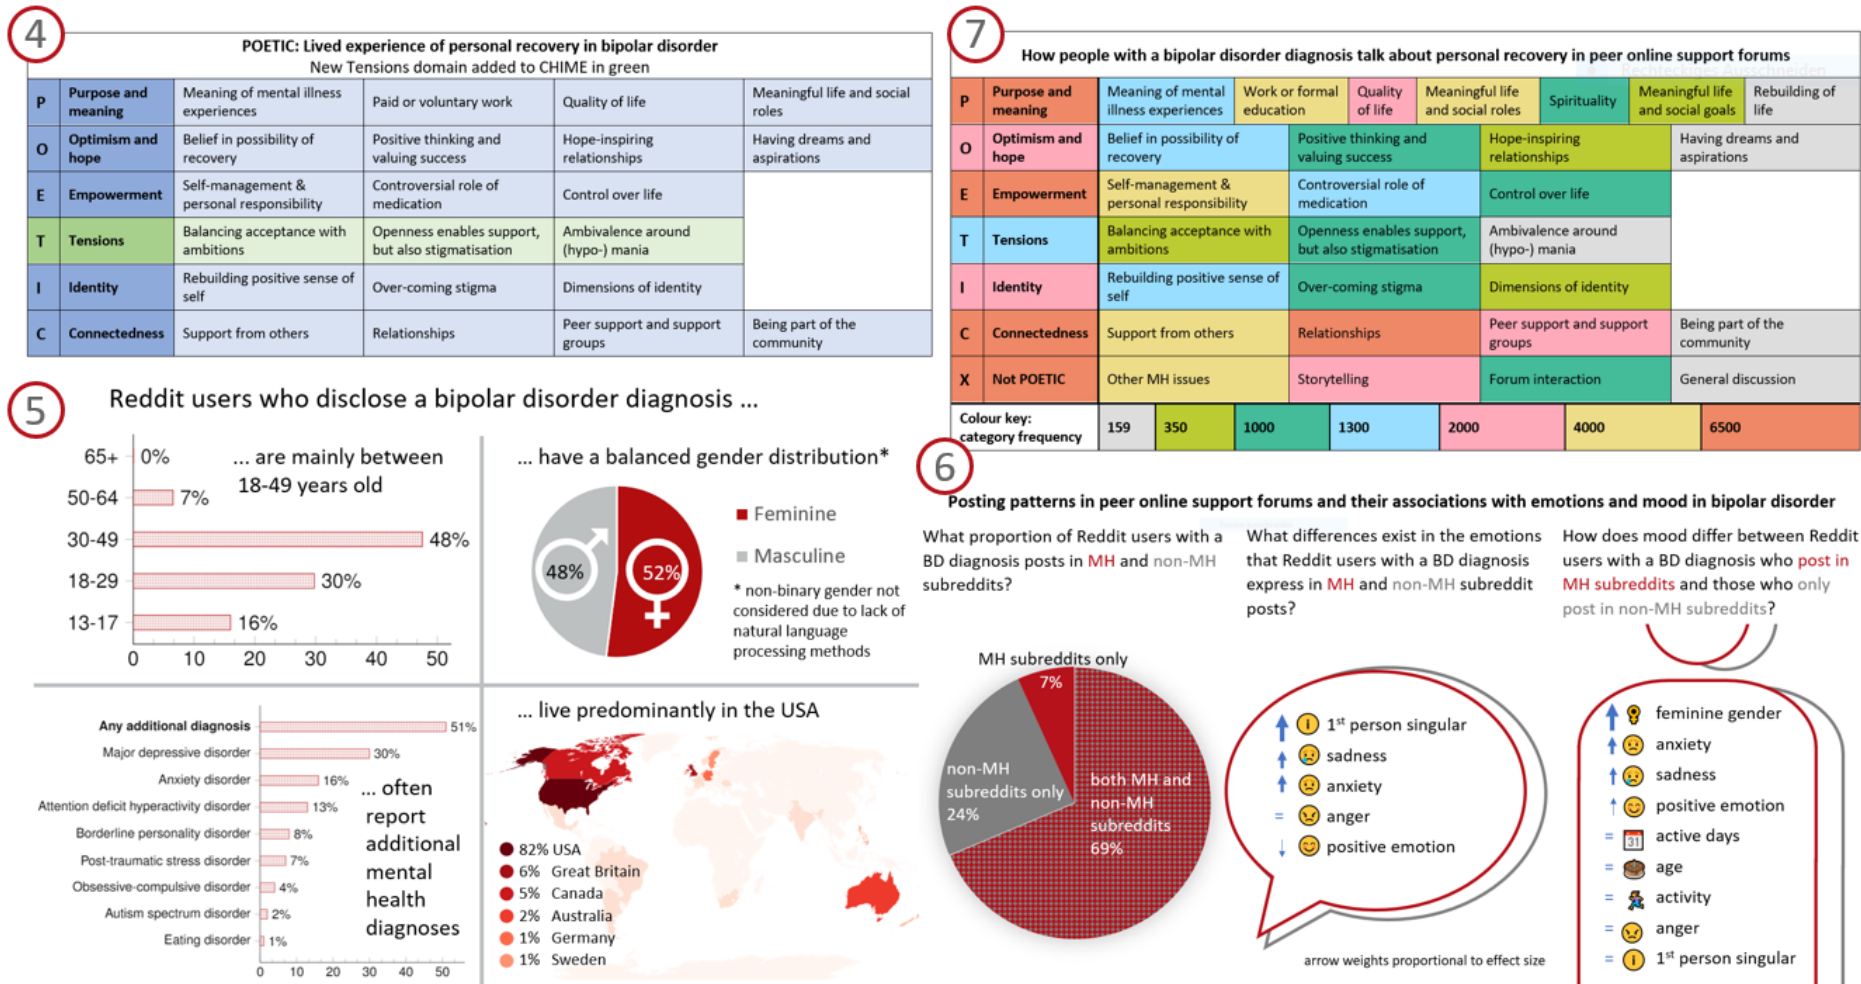 4
POETIC: Lived experience of personal recovery in bipolar disorder
New Tensions domain added to CHIME in green
P
Purpose and
meaning
Meaning of mental illness
experiences
Paid or voluntary work
Quality of life
Meaningful life and social
roles
O
Optimism and
hope
Belief in possibility of
recovery
Positive thinking and
valuing success
Hope-inspiring
relationships
Having dreams and
aspirations
E
Empowerment
Self-management &
personal responsibility
Controversial role of
medication
Control over life
T
Tensions
Balancing acceptance with
ambitions
Openness enables support,
but also stigmatisation
Ambivalence around
(hypo-) mania
I
Identity
Rebuilding positive sense of
self
Over-coming stigma
Dimensions of identity
C
Connectedness
Support from others
Relationships
Peer support and support
groups
Being part of the
community
7
How people with a bipolar disorder diagnosis talk about personal recovery in peer online support forums
Rechteckiges Ausschneiden
P
Purpose and
meaning
Meaning of mental
illness experiences
Work or formal
education
Quality
of life
Meaningful life
and social roles
Spirituality
Meaningful life
and social goals
Rebuilding of
life
O
Optimism and
hope
Belief in possibility of
recovery
Positive thinking and
valuing success
Hope-inspiring
relationships
Having dreams and
aspirations
E
Empowerment
Self-management &
personal responsibility
Controversial role of
medication
Control over life
T
Tensions
Balancing acceptance with
ambitions
Openness enables support,
but also stigmatisation
Ambivalence around
(hypo-) mania
I
Identity
Rebuilding positive sense of
self
Over-coming stigma
Dimensions of identity
C
Connectedness
Support from others
Relationships
Peer support and support
groups
Being part of the
community
X
Not POETIC
Other MH issues
Storytelling
Forum interaction
General discussion
Colour key:
category frequency
159
350
1000
1300
2000
4000
6500
5
Reddit users who disclose a bipolar disorder diagnosis ...
... are mainly between
18-49 years old
65+ 0%
50-64 7%
30-49 48%
18-29 30%
13-17 16%
0 10 20 30 40 50
... have a balanced gender distribution*
48%
52%
Feminine
Masculine
* non-binary gender not
considered due to lack of
natural language
processing methods
Any additional diagnosis 51%
Major depressive disorder 30%
Anxiety disorder 16%
Attention deficit hyperactivity disorder 13%
Borderline personality disorder 8%
Post-traumatic stress disorder 7%
Obsessive-compulsive disorder 4%
Autism spectrum disorder 2%
Eating disorder 1%
0 10 20 30 40 50
... often
report
additional
mental
health
diagnoses
... live predominantly in the USA
82% USA
6% Great Britain
5% Canada
2% Australia
1% Germany
1% Sweden
6
Posting patterns in peer online support forums and their associations with emotions and mood in bipolar disorder
What proportion of Reddit users with a
BD diagnosis posts in MH and non-MH
subreddits?
MH subreddits only
7%
non-MH
subreddits only
24%
both MH and
non-MH
subreddits
69%
What differences exist in the emotions
that Reddit users with a BD diagnosis
express in MH and non-MH subreddit
posts?
1st person singular
sadness
anxiety
= anger
positive emotion
arrow weights proportional to effect size
How does mood differ between Reddit
users with a BD diagnosis who post in
MH subreddits and those who only
post in non-MH subreddits?
feminine gender
anxiety
sadness
positive emotion
= 31 active days
= age
= activity
= anger
= 1st person singular